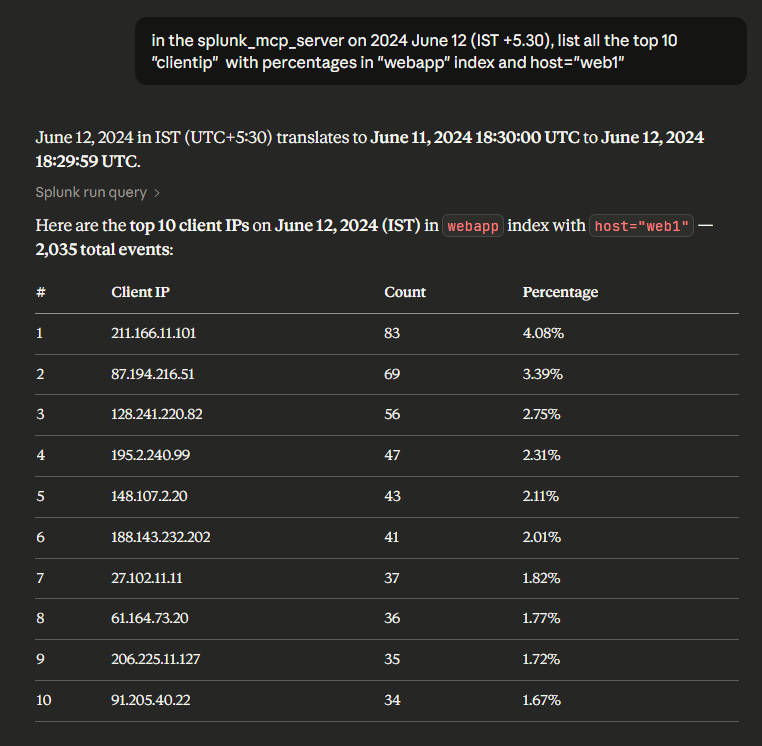 in the splunk_mcp_server on 2024 June 12 (IST +5.30), list all the top 10
"clientip"  with percentages in "webapp" index and host="web1"
June 12, 2024 in IST (UTC+5:30) translates to June 11, 2024 18:30:00 UTC to June 12, 2024
18:29:59 UTC.
Splunk run query >
Here are the top 10 client IPs on June 12, 2024 (IST) in webapp index with host="web1" —
2,035 total events:
# Client IP Count Percentage
1 211.166.11.101 83 4.08%
2 87.194.216.51 69 3.39%
3 128.241.220.82 56 2.75%
4 195.2.240.99 47 2.31%
5 148.107.2.20 43 2.11%
6 188.143.232.202 41 2.01%
7 27.102.11.11 37 1.82%
8 61.164.73.20 36 1.77%
9 206.225.11.127 35 1.72%
10 91.205.40.22 34 1.67%